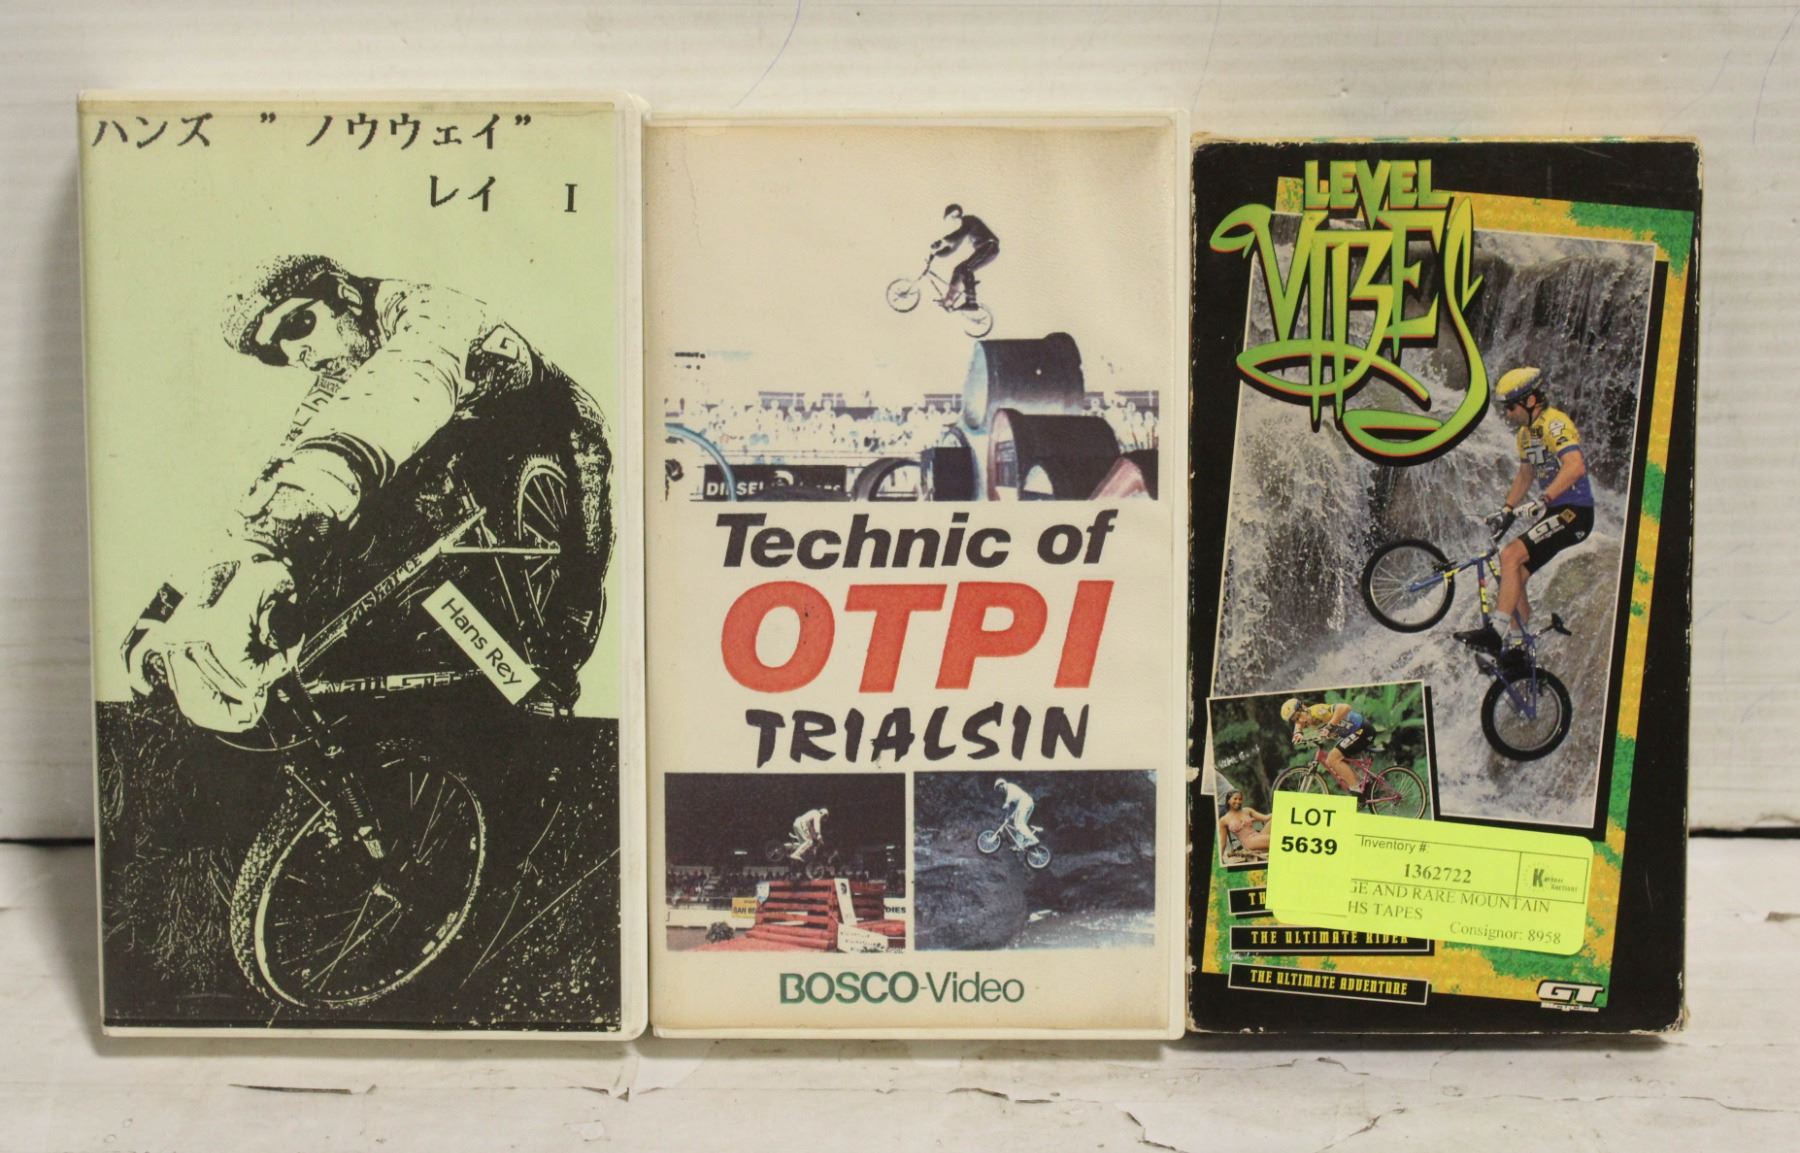 ハンズ ”ノウウェイ”
レイ I
Hans Rey
DIESEL
Technic of
OTPI
TRIALSIN
BOSCO-Video
LEVEL
VIBES
LOT
5639
Inventory #:
1362722
GE AND RARE MOUNTAIN
HS TAPES
Consignor: 8958
THE ULTIMATE RIDER
THE ULTIMATE ADVENTURE
GT